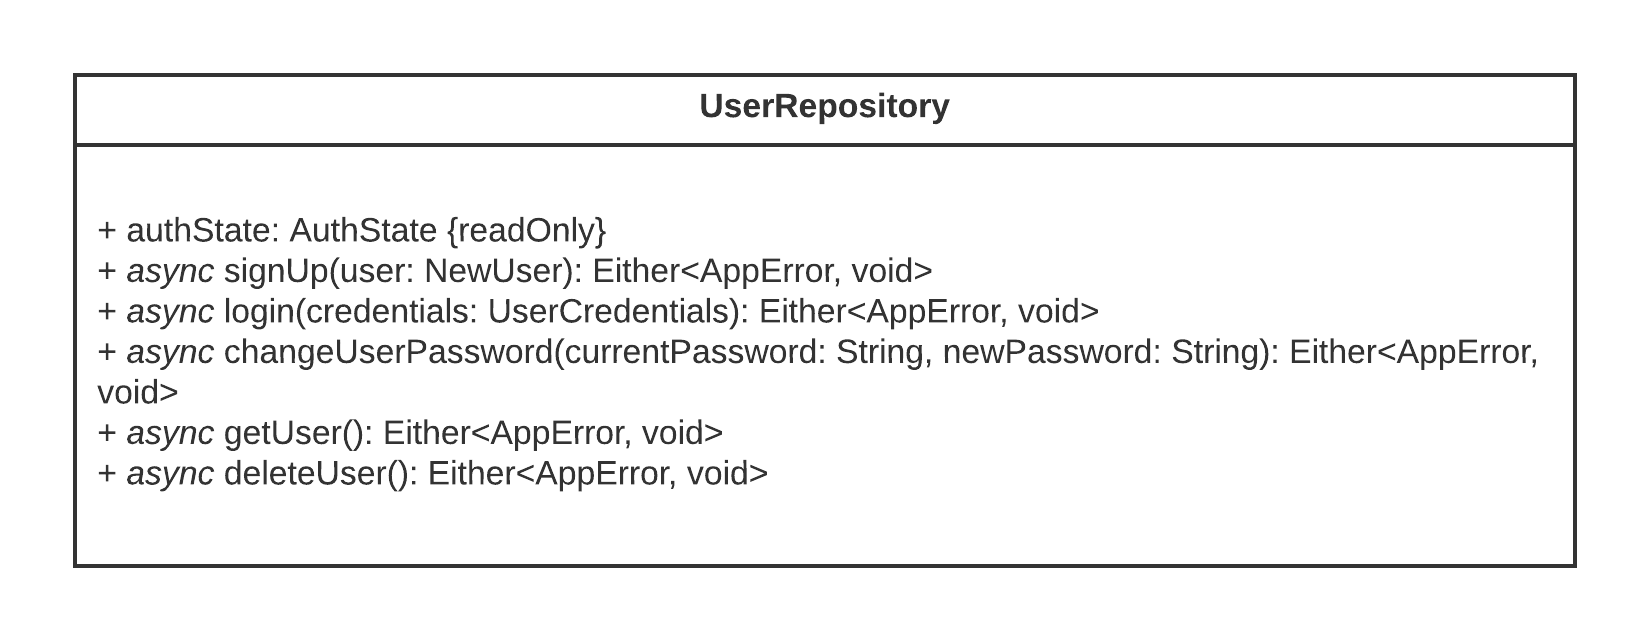 UserRepository
+ authState: AuthState {readOnly}
+ async signUp(user: NewUser): Either<AppError, void>
+ async login(credentials: UserCredentials): Either<AppError, void>
+ async changeUserPassword(currentPassword: String, newPassword: String): Either<AppError,
void>
+ async getUser(): Either<AppError, void>
+ async deleteUser(): Either<AppError, void>